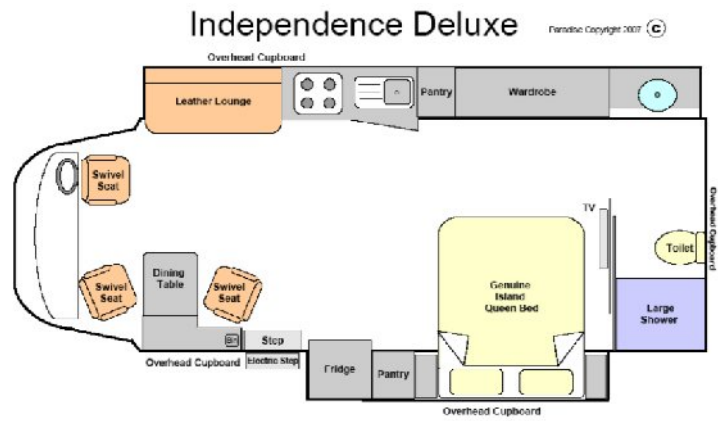 Independence Deluxe
Paradise Copyright 2007 C
Overhead Cupboard
Leather Lounge
Pantry
Wardrobe
Swivel
Seat
TV
Overhead Cupboard
Toilet
Dining
Table
Swivel
Seat
Swivel
Seat
Genuine
Island
Queen Bed
Large
Shower
Bin
Step
Overhead Cupboard
Electric Step
Fridge
Pantry
Overhead Cupboard